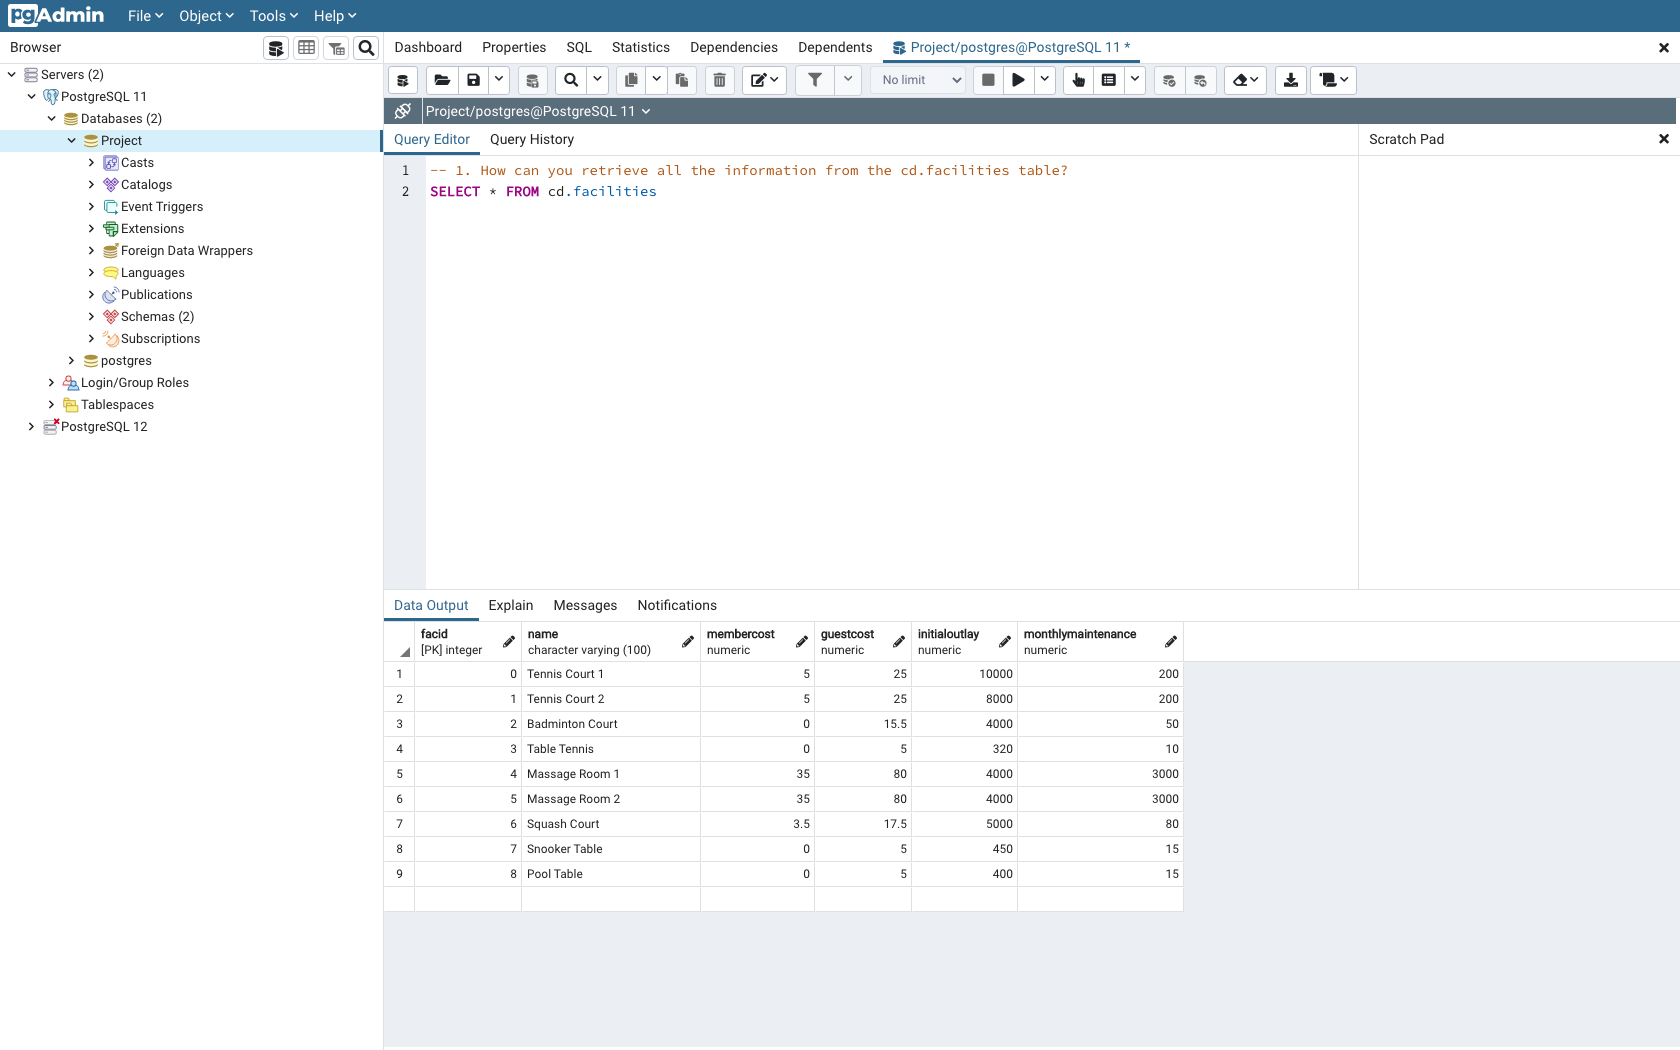 pgAdmin File Object Tools Help
Browser
Dashboard Properties SQL Statistics Dependencies Dependents Project/postgres@PostgreSQL 11 *
Servers (2)
PostgreSQL 11
Databases (2)
Project
Casts
Catalogs
Event Triggers
Extensions
Foreign Data Wrappers
Languages
Publications
Schemas (2)
Subscriptions
postgres
Login/Group Roles
Tablespaces
PostgreSQL 12
No limit
Project/postgres@PostgreSQL 11
Query Editor Query History
Scratch Pad
1 -- 1. How can you retrieve all the information from the cd.facilities table?
2 SELECT * FROM cd.facilities
Data Output Explain Messages Notifications
facid name membercost guestcost initialoutlay monthlymaintenance
[PK] integer character varying (100) numeric numeric numeric numeric
1 0 Tennis Court 1 5 25 10000 200
2 1 Tennis Court 2 5 25 8000 200
3 2 Badminton Court 0 15.5 4000 50
4 3 Table Tennis 0 5 320 10
5 4 Massage Room 1 35 80 4000 3000
6 5 Massage Room 2 35 80 4000 3000
7 6 Squash Court 3.5 17.5 5000 80
8 7 Snooker Table 0 5 450 15
9 8 Pool Table 0 5 400 15